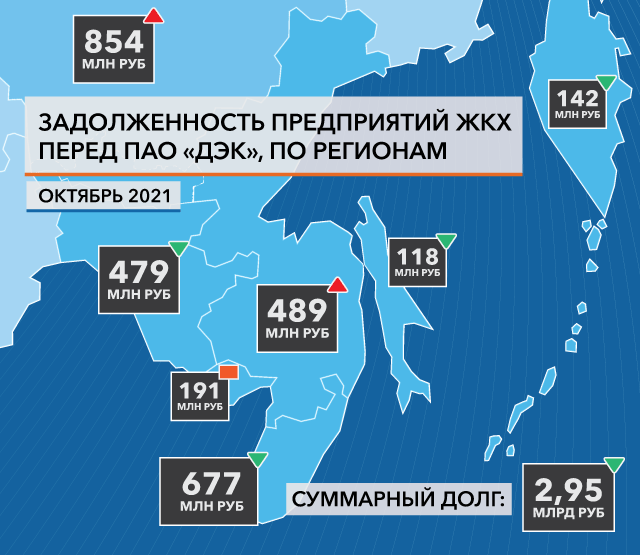 854
МЛН РУБ
142
МЛН РУБ
ЗАДОЛЖЕННОСТЬ ПРЕДПРИЯТИЙ ЖКХ
ПЕРЕД ПАО «ДЭК», ПО РЕГИОНАМ
ОКТЯБРЬ 2021
479
МЛН РУБ
118
МЛН РУБ
489
МЛН РУБ
191
МЛН РУБ
677
МЛН РУБ
СУММАРНЫЙ ДОЛГ:
2,95
МЛРД РУБ